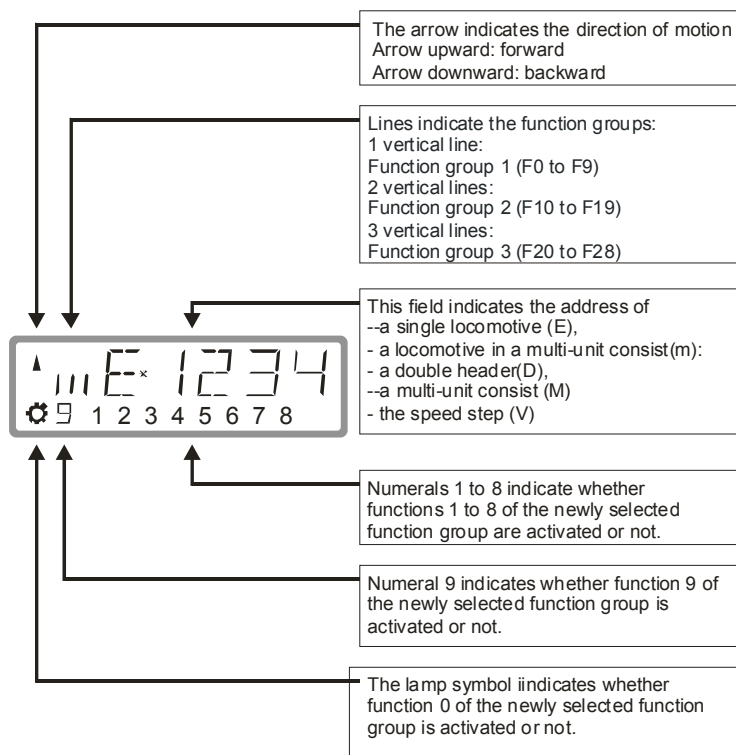 The arrow indicates the direction of motion
Arrow upward: forward
Arrow downward: backward
Lines indicate the function groups:
1 vertical line:
Function group 1 (F0 to F9)
2 vertical lines:
Function group 2 (F10 to F19)
3 vertical lines:
Function group 3 (F20 to F28)
This field indicates the address of
--a single locomotive (E),
- a locomotive in a multi-unit consist(m):
- a double header(D),
--a multi-unit consist (M)
- the speed step (V)
E 1234
9 1 2 3 4 5 6 7 8
Numerals 1 to 8 indicate whether
functions 1 to 8 of the newly selected
function group are activated or not.
Numeral 9 indicates whether function 9 of
the newly selected function group is
activated or not.
The lamp symbol iindicates whether
function 0 of the newly selected function
group is activated or not.